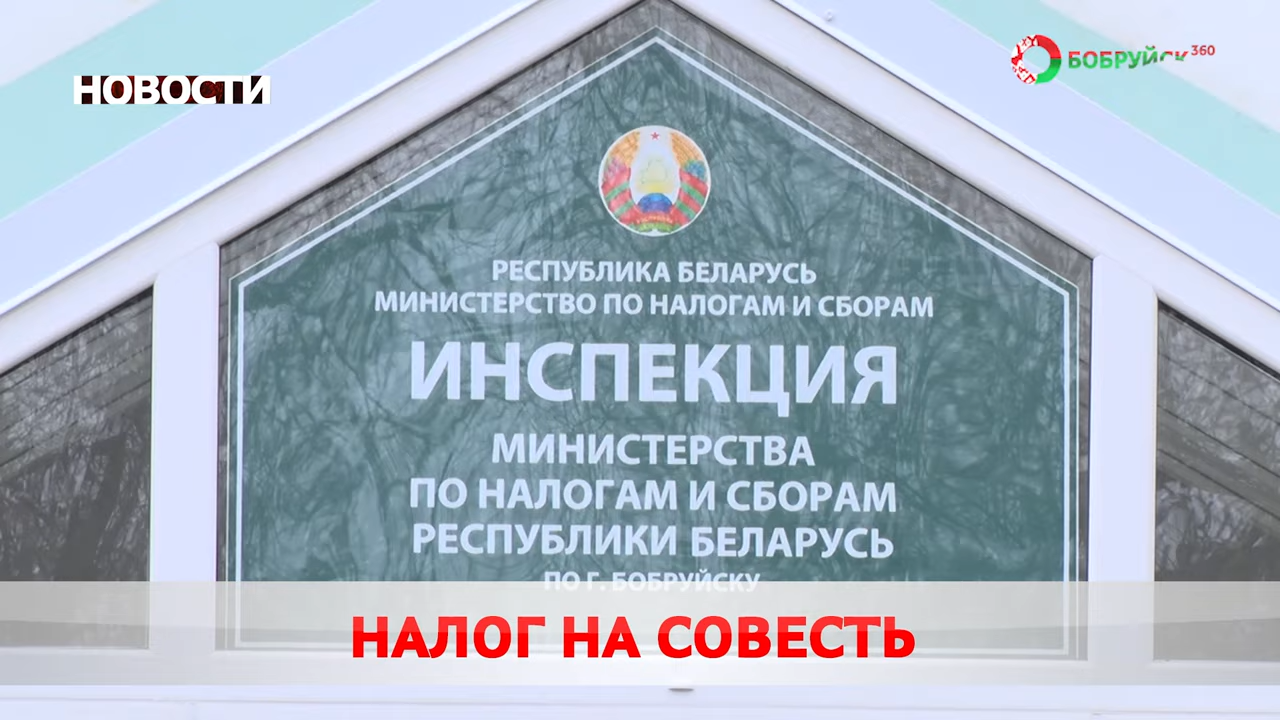 НОВОСТИ
БОБРУЙСК 360
РЕСПУБЛИКА БЕЛАРУСЬ
МИНИСТЕРСТВО ПО НАЛОГАМ И СБОРАМ
ИНСПЕКЦИЯ
МИНИСТЕРСТВА
ПО НАЛОГАМ И СБОРАМ
РЕСПУБЛИКИ БЕЛАРУСЬ
ПО Г. БОБРУЙСКУ
НАЛОГ НА СОВЕСТЬ